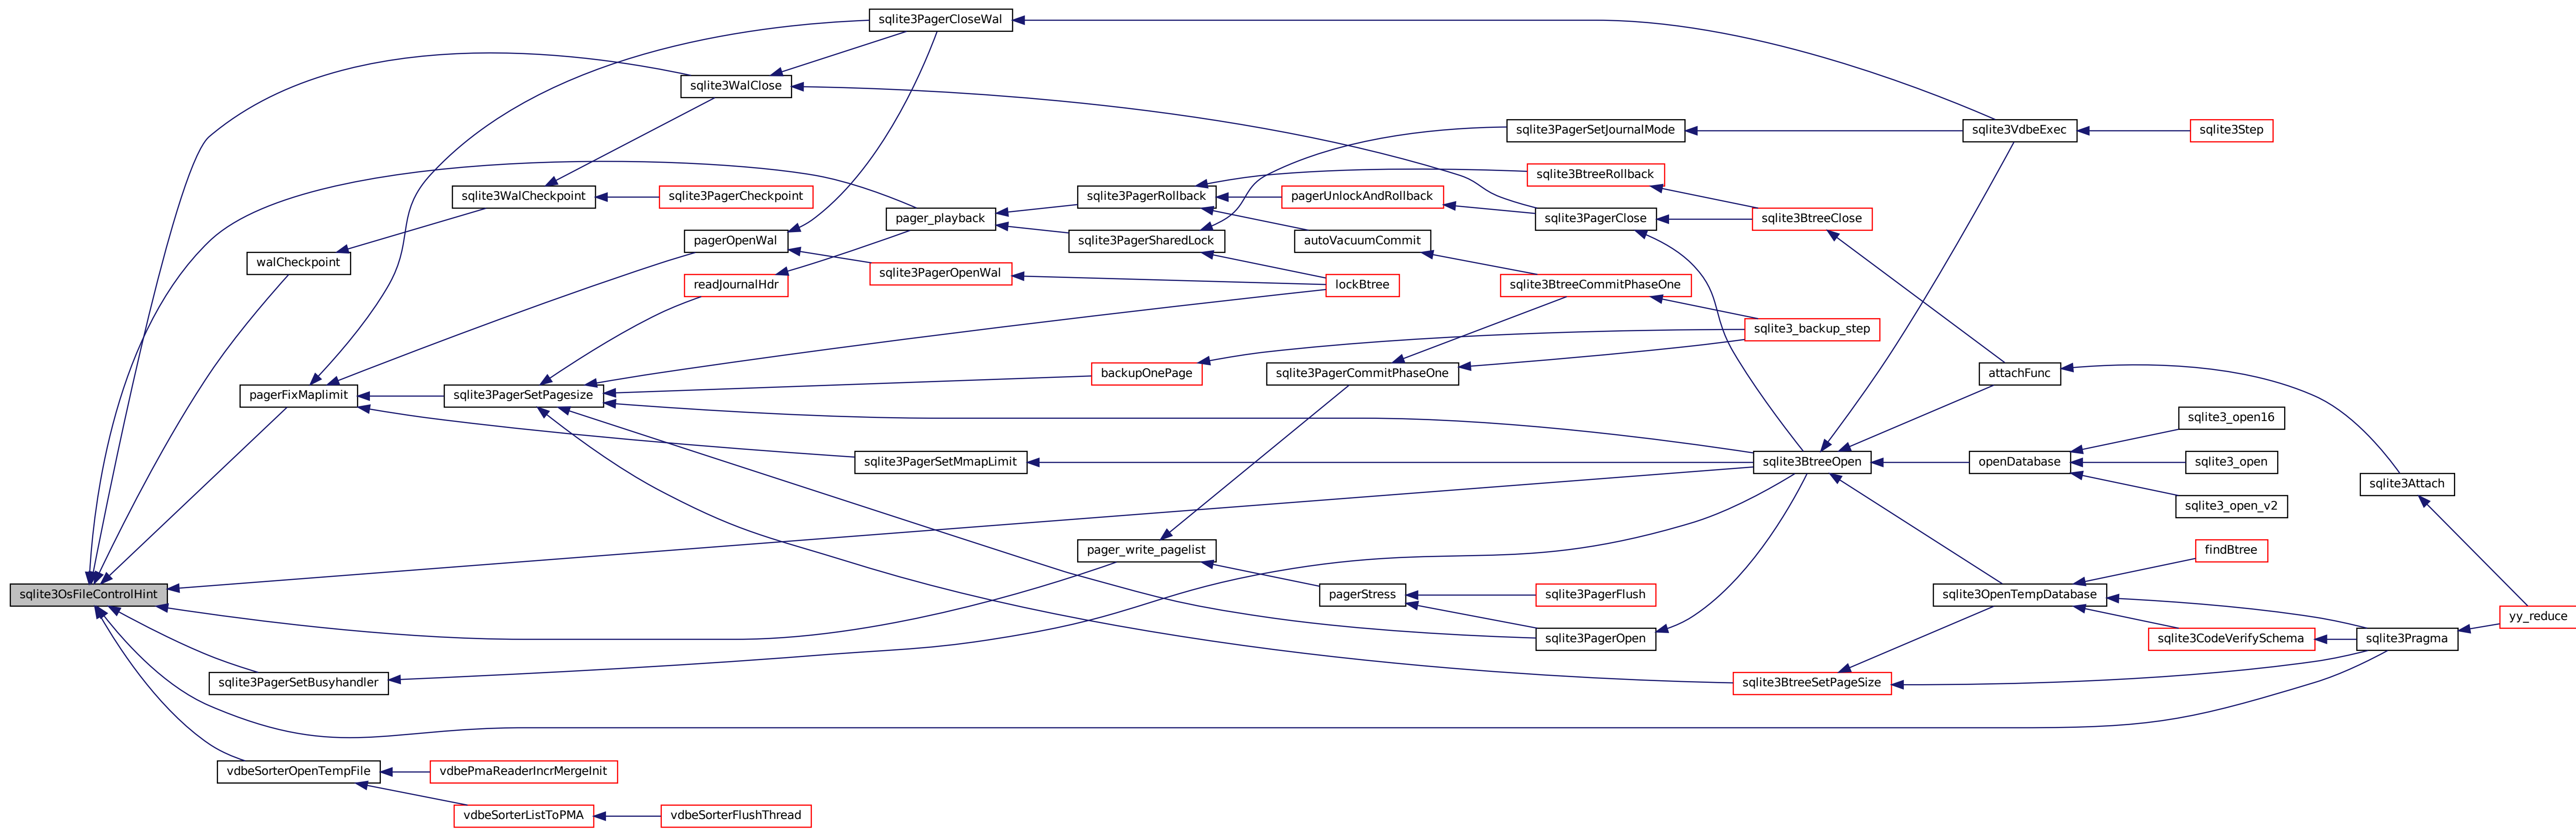 sqlite3PagerCloseWal
sqlite3WalClose
sqlite3PagerSetJournalMode
sqlite3VdbeExec
sqlite3Step
sqlite3BtreeRollback
sqlite3WalCheckpoint
sqlite3PagerCheckpoint
sqlite3PagerRollback
pagerUnlockAndRollback
pager_playback
sqlite3PagerClose
sqlite3BtreeClose
pagerOpenWal
sqlite3PagerSharedLock
autoVacuumCommit
walCheckpoint
sqlite3PagerOpenWal
readJournalHdr
lockBtree
sqlite3BtreeCommitPhaseOne
sqlite3_backup_step
backupOnePage
sqlite3PagerCommitPhaseOne
attachFunc
pagerFixMaplimit
sqlite3PagerSetPagesize
sqlite3_open16
sqlite3PagerSetMmapLimit
sqlite3BtreeOpen
openDatabase
sqlite3_open
sqlite3Attach
sqlite3_open_v2
pager_write_pagelist
findBtree
sqlite3OsFileControlHint
pagerStress
sqlite3PagerFlush
sqlite3OpenTempDatabase
yy_reduce
sqlite3PagerOpen
sqlite3CodeVerifySchema
sqlite3Pragma
sqlite3PagerSetBusyhandler
sqlite3BtreeSetPageSize
vdbeSorterOpenTempFile
vdbePmaReaderIncrMergeInit
vdbeSorterListToPMA
vdbeSorterFlushThread